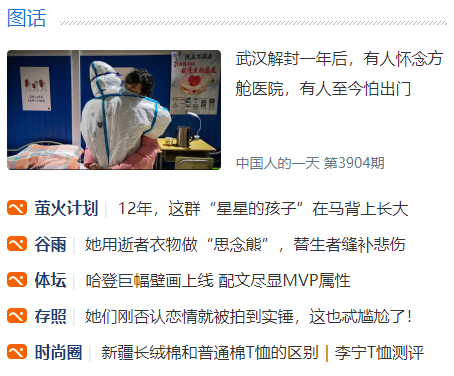 图话
武汉解封一年后，有人怀念方
舱医院，有人至今怕出门
中国人的一天 第3904期
萤火计划 12年，这群“星星的孩子”在马背上长大
谷雨 她用逝者衣物做“思念熊”，替生者缝补悲伤
体坛 哈登巨幅壁画上线 配文尽显MVP属性
存照 她们刚否认恋情就被拍到实锤，这也忒尴尬了！
时尚圈 新疆长绒棉和普通棉T恤的区别｜李宁T恤测评